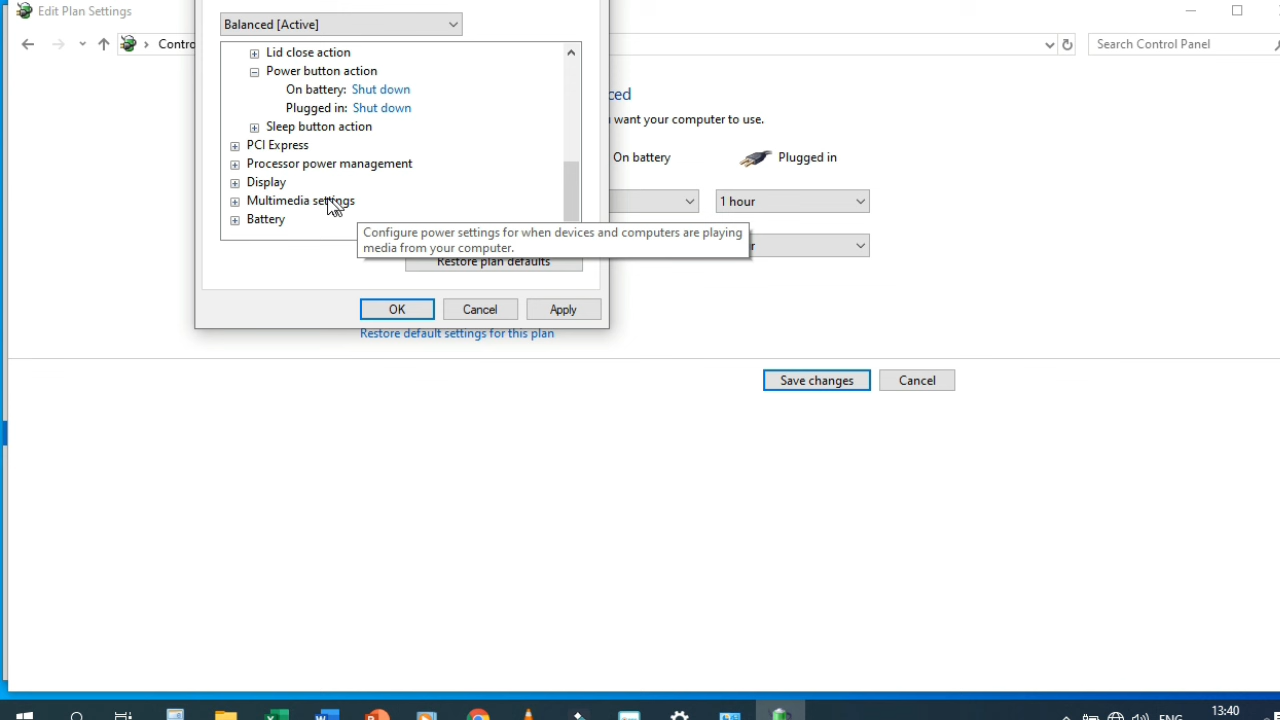 Edit Plan Settings
Contro
Search Control Panel
Balanced [Active]
Lid close action
Power button action
On battery: Shut down
Plugged in: Shut down
Sleep button action
PCI Express
Processor power management
Display
Multimedia settings
Battery
Configure power settings for when devices and computers are playing
media from your computer.
Restore plan defaults
OK
Cancel
Apply
ced
want your computer to use.
On battery
Plugged in
1 hour
r
Restore default settings for this plan
Save changes
Cancel
ENG
13:40